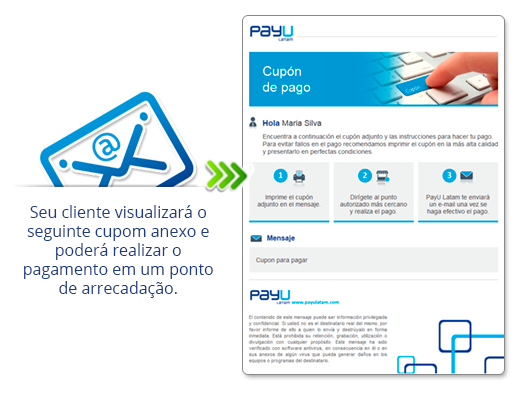 Seu cliente visualizará o
seguinte cupom anexo e
poderá realizar o
pagamento em um ponto
de arrecadação.
PayU
Latam
Cupón
de pago
Cupón
Hola Maria Silva
Encuentra a continuación el cupón adjunto y las instrucciones para hacer tu pago.
Para evitar fallos en el pago recomendamos imprimir el cupón en la más alta calidad
y presentarlo en perfectas condiciones.
1
Imprime el cupón
adjunto en el mensaje
2
Dirígete al punto
autorizado más cercano
y realiza el pago.
3
PayU Latam te enviará
un e-mail una vez se
haga efectivo el pago.
Mensaje
Cupon para pagar
PayU
Latam www.payulatam.com
El contenido de este mensaje puede ser información privilegiada
y confidencial. Si usted no es el destinatario real del mismo, por
favor informe de ello a quien lo envía y destrúyalo en forma
inmediata. Está prohibida su retención, grabación, utilización o
divulgación con cualquier propósito. Este mensaje ha sido
verificado con software antivirus, en consecuencia en él o en
sus anexos de algún virus que pueda generar daños en los
equipos o programas del destinatario.